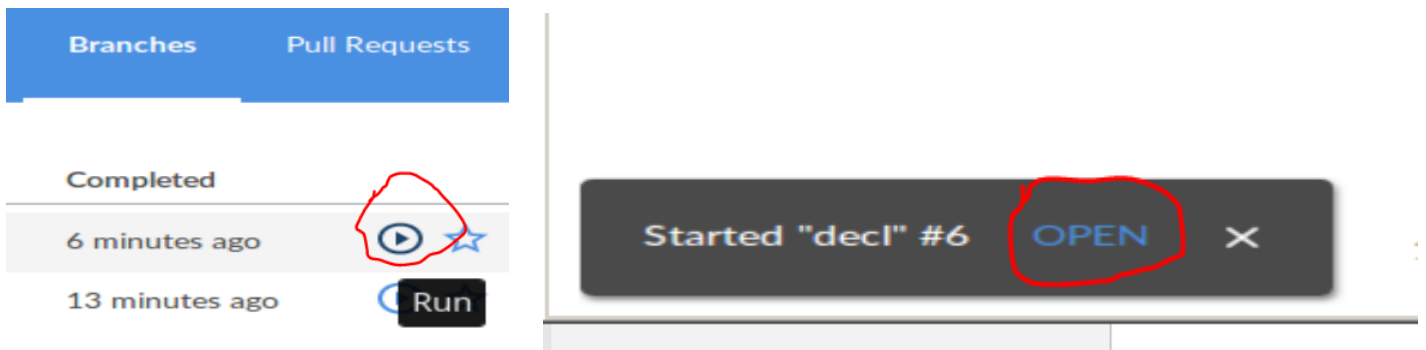 Branches Pull Requests
Completed
6 minutes ago
13 minutes ago
Run
Started "decl" #6 OPEN